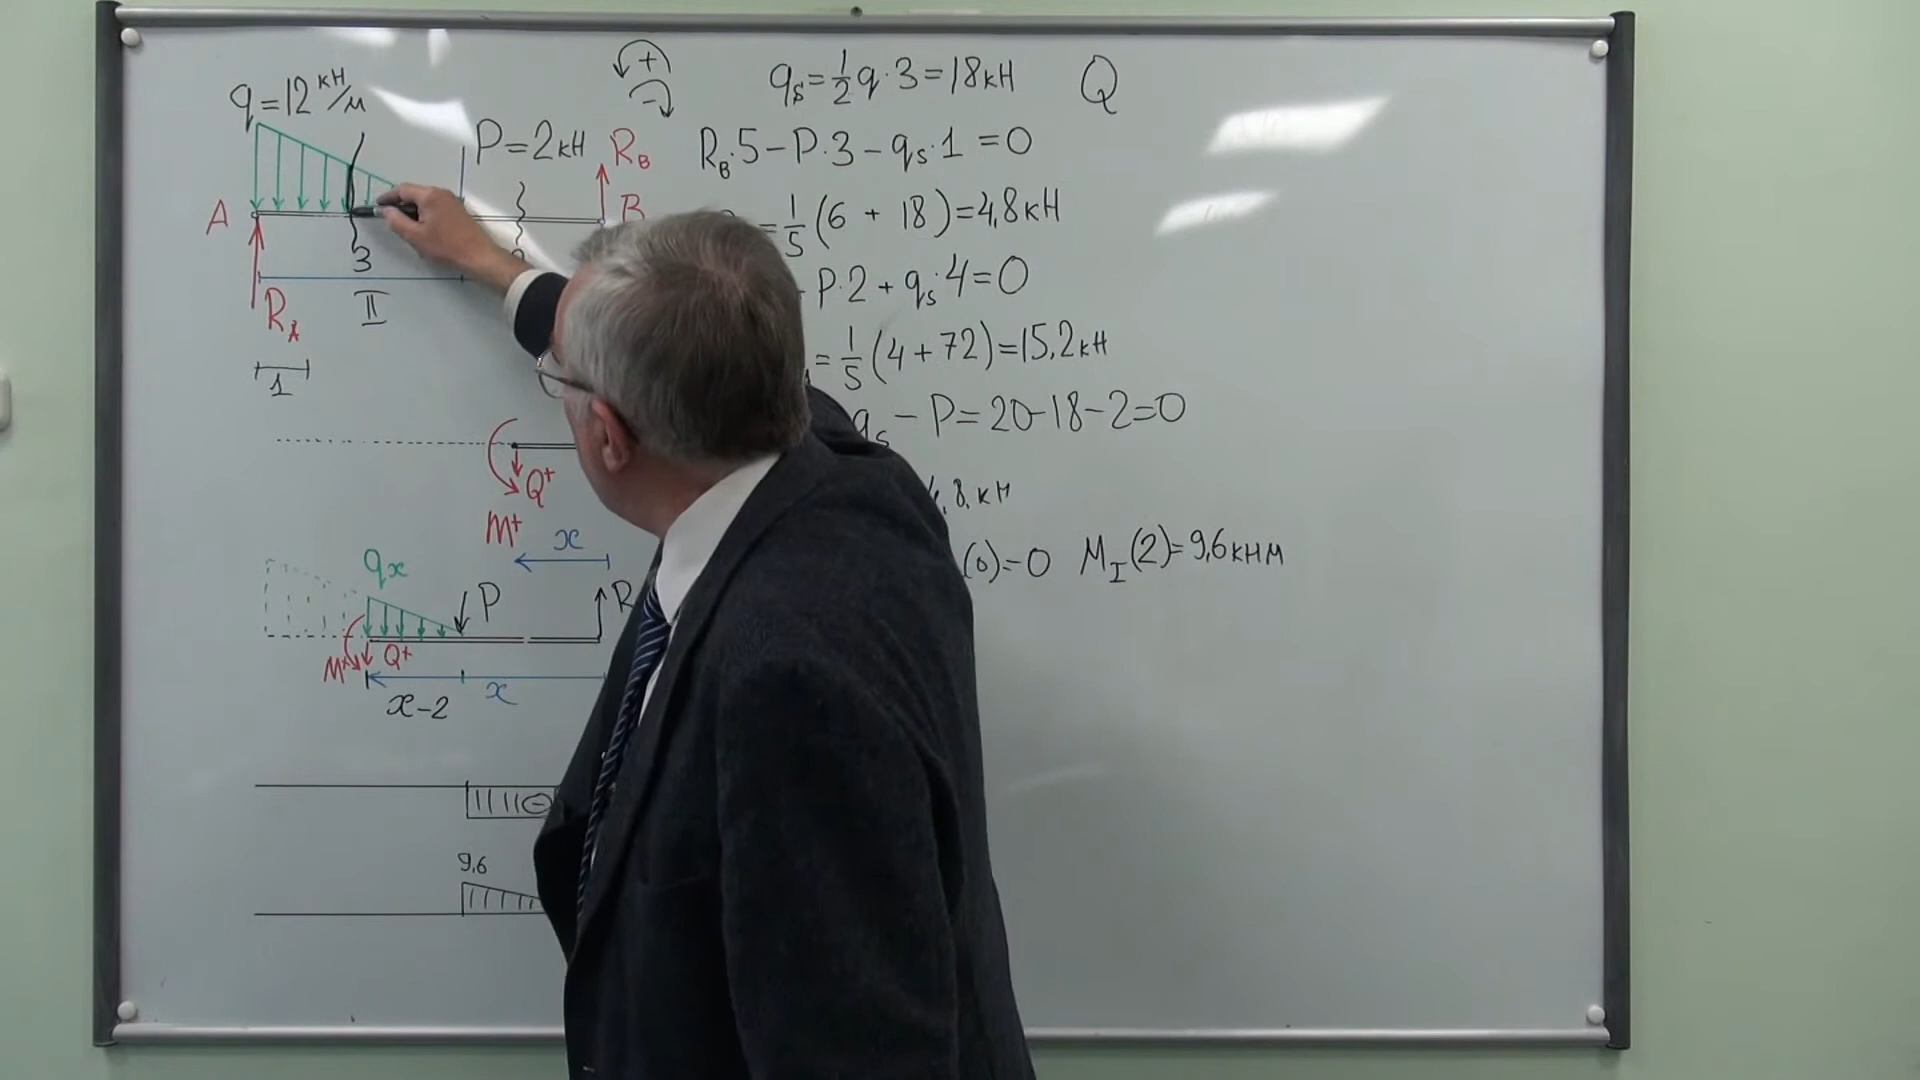 q=12 кН/м
+
-
P=2кН
R_B
A
B
3
R_A
II
1
Q+
M+
x
q_x
P
R
M+
Q+
x-2
x
-
9,6
q_s=1/2 q·3=18кН
Q
R_B·5-P·3-q_s·1=0
=1/5(6+18)=4,8кН
P·2+q_s·4=0
=1/5(4+72)=15,2кН
q_s-P=20-18-2=0
4,8 кН
(0)=0 M_I(2)=9,6кНм